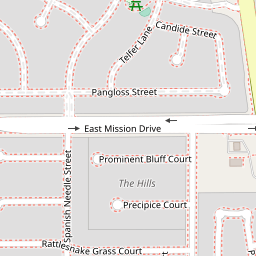 Candide Street
Telfer Lane
Pangloss Street
East Mission Drive
Prominent Bluff Court
Spanish Needle Street
The Hills
Precipice Court
Rattlesnake Grass Court